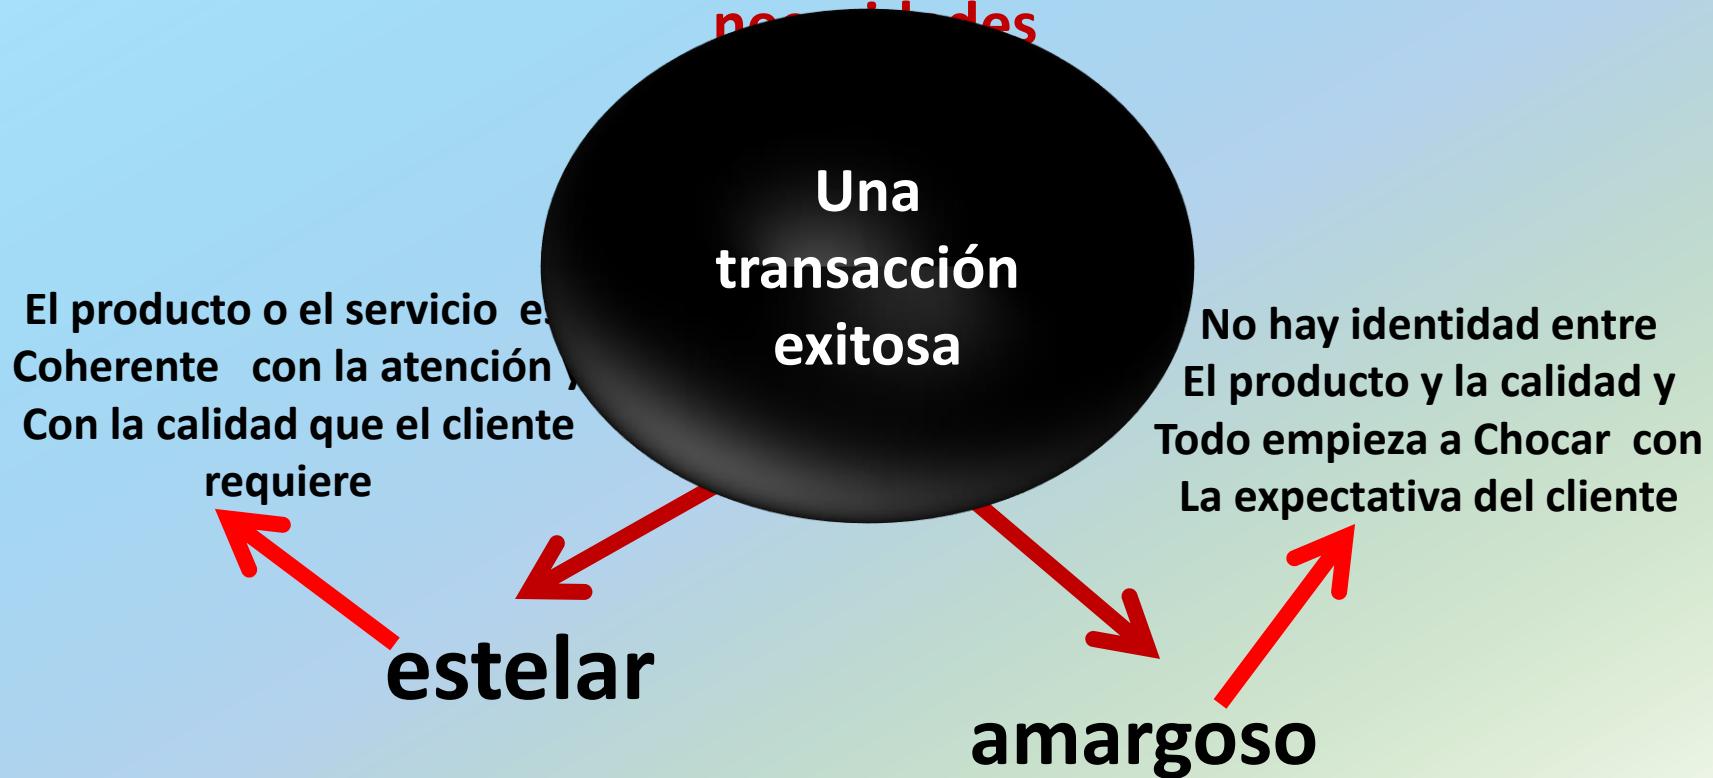 Una
transacción
exitosa
El producto o el servicio
Coherente con la atención
Con la calidad que el cliente
requiere
No hay identidad entre
El producto y la calidad y
Todo empieza a Chocar con
La expectativa del cliente
estelar
amargoso